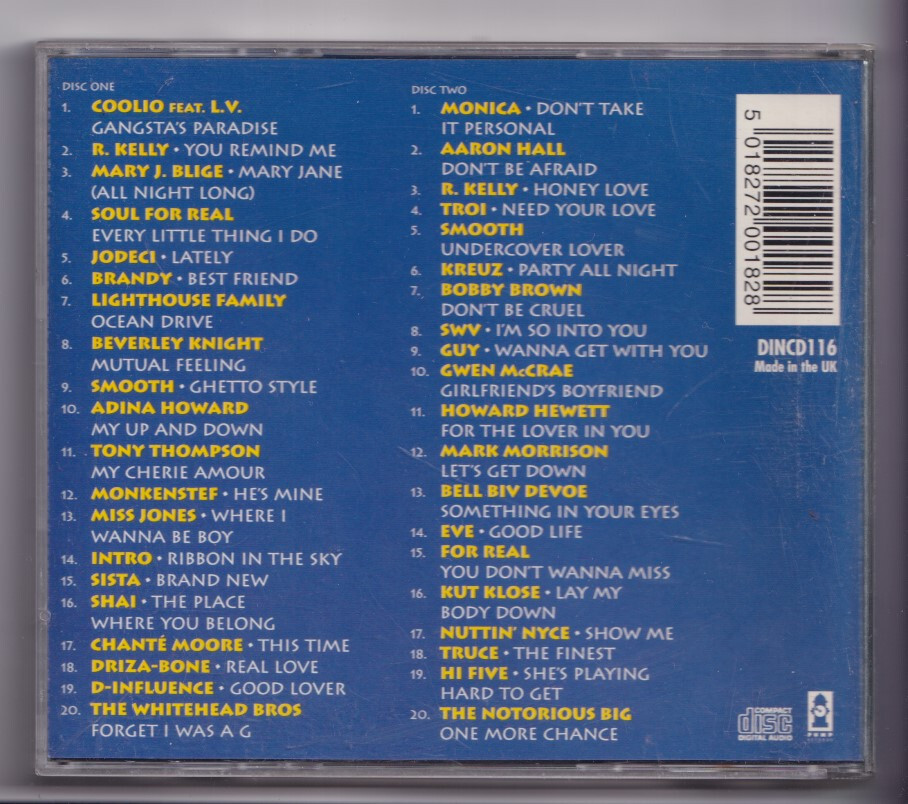 DISC ONE
1. COOLIO FEAT. L.V.
GANGSTA'S PARADISE
2. R. KELLY • YOU REMIND ME
3. MARY J. BLIGE • MARY JANE
(ALL NIGHT LONG)
4. SOUL FOR REAL
EVERY LITTLE THING I DO
5. JODECI • LATELY
6. BRANDY • BEST FRIEND
7. LIGHTHOUSE FAMILY
OCEAN DRIVE
8. BEVERLEY KNIGHT
MUTUAL FEELING
9. SMOOTH • GHETTO STYLE
10. ADINA HOWARD
MY UP AND DOWN
11. TONY THOMPSON
MY CHERIE AMOUR
12. MONKENSTEF • HE'S MINE
13. MISS JONES • WHERE I
WANNA BE BOY
14. INTRO • RIBBON IN THE SKY
15. SISTA • BRAND NEW
16. SHAI • THE PLACE
WHERE YOU BELONG
17. CHANTÉ MOORE • THIS TIME
18. DRIZA-BONE • REAL LOVE
19. D-INFLUENCE • GOOD LOVER
20. THE WHITEHEAD BROS
FORGET I WAS A G
DISC TWO
1. MONICA • DON'T TAKE
IT PERSONAL
2. AARON HALL
DON'T BE AFRAID
3. R. KELLY • HONEY LOVE
4. TROI • NEED YOUR LOVE
5. SMOOTH
UNDERCOVER LOVER
6. KREUZ • PARTY ALL NIGHT
7. BOBBY BROWN
DON'T BE CRUEL
8. SWV • I'M SO INTO YOU
9. GUY • WANNA GET WITH YOU
10. GWEN McCRAE
GIRLFRIEND'S BOYFRIEND
11. HOWARD HEWETT
FOR THE LOVER IN YOU
12. MARK MORRISON
LET'S GET DOWN
13. BELL BIV DEVOE
SOMETHING IN YOUR EYES
14. EVE • GOOD LIFE
15. FOR REAL
YOU DON'T WANNA MISS
16. KUT KLOSE • LAY MY
BODY DOWN
17. NUTTIN' NYCE • SHOW ME
18. TRUCE • THE FINEST
19. HI FIVE • SHE'S PLAYING
HARD TO GET
20. THE NOTORIOUS BIG
ONE MORE CHANCE
5 018272 001828
DINCD116
Made in the UK
COMPACT
disc
DIGITAL AUDIO
PUMP